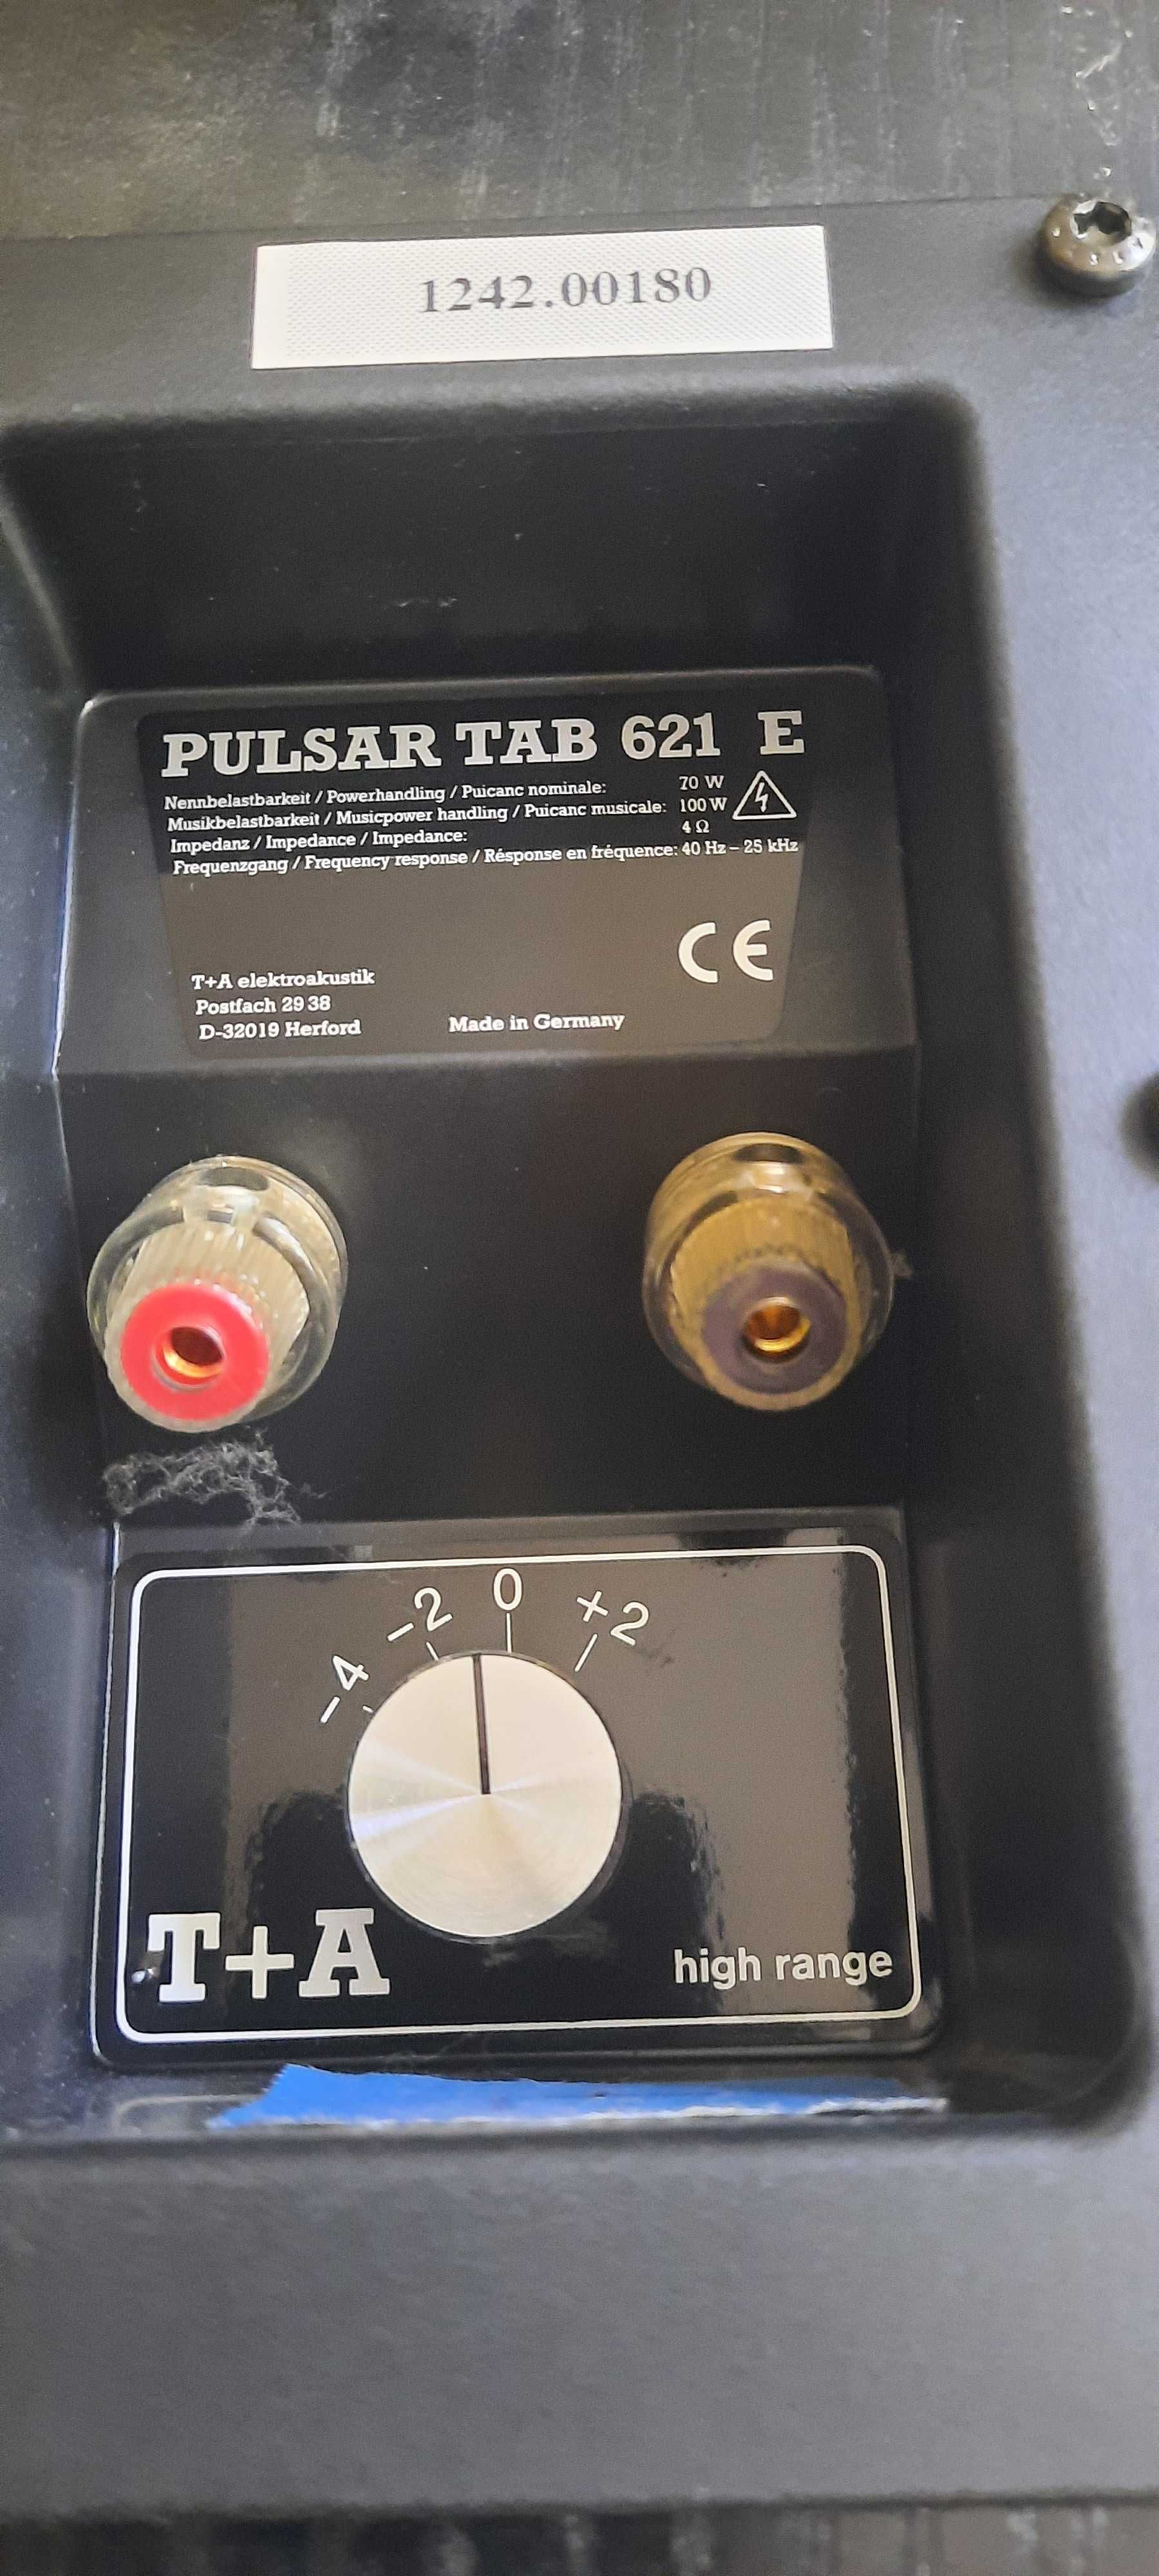 1242.00180
PULSAR TAB 621 E
Nennbelastbarkeit / Powerhandling / Puicanc nominale: 70 W
Musikbelastbarkeit / Musicpower handling / Puicanc musicale: 100 W
Impedanz / Impedance / Impedance: 4 Ω
Frequenzgang / Frequency response / Résponse en fréquence: 40 Hz – 25 kHz
CE
T+A elektroakustik
Postfach 29 38
D-32019 Herford
Made in Germany
-4 -2 0 +2
T+A
high range